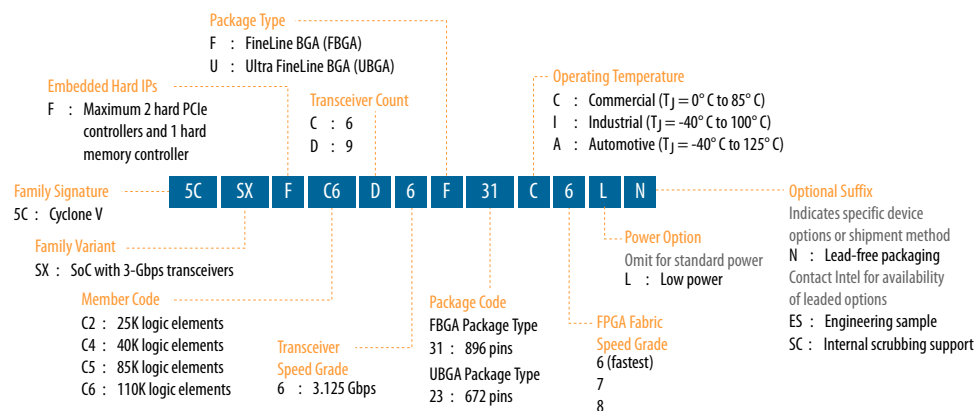 Package Type
F : FineLine BGA (FBGA)
U : Ultra FineLine BGA (UBGA)
Embedded Hard IPs
F : Maximum 2 hard PCIe
controllers and 1 hard
memory controller
Transceiver Count
C : 6
D : 9
Operating Temperature
C : Commercial (TJ = 0° C to 85° C)
I : Industrial (TJ = -40° C to 100° C)
A : Automotive (TJ = -40° C to 125° C)
5C SX F C6 D 6 F 31 C 6 L N
Family Signature
5C : Cyclone V
Family Variant
SX : SoC with 3-Gbps transceivers
Member Code
C2 : 25K logic elements
C4 : 40K logic elements
C5 : 85K logic elements
C6 : 110K logic elements
Transceiver
Speed Grade
6 : 3.125 Gbps
Package Code
FBGA Package Type
31 : 896 pins
UBGA Package Type
23 : 672 pins
FPGA Fabric
Speed Grade
6 (fastest)
7
8
Power Option
Omit for standard power
L : Low power
Optional Suffix
Indicates specific device
options or shipment method
N : Lead-free packaging
Contact Intel for availability
of leaded options
ES : Engineering sample
SC : Internal scrubbing support